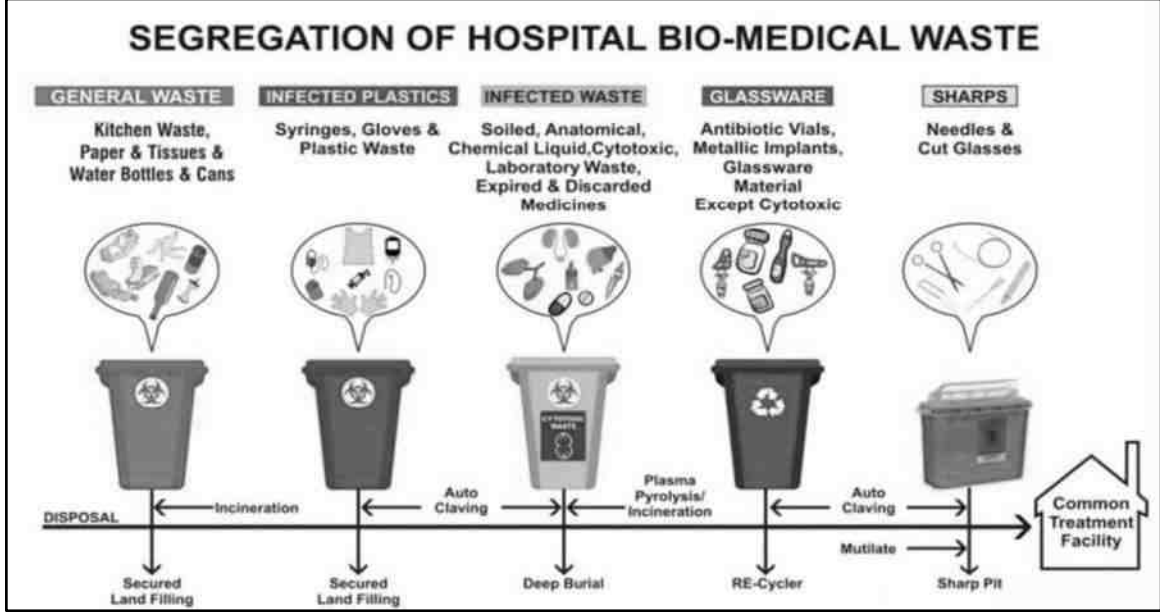 SEGREGATION OF HOSPITAL BIO-MEDICAL WASTE
GENERAL WASTE
Kitchen Waste,
Paper & Tissues &
Water Bottles & Cans
INFECTED PLASTICS
Syringes, Gloves &
Plastic Waste
INFECTED WASTE
Soiled, Anatomical,
Chemical Liquid,Cytotoxic,
Laboratory Waste,
Expired & Discarded
Medicines
GLASSWARE
Antibiotic Vials,
Metallic Implants,
Glassware
Material
Except Cytotoxic
SHARPS
Needles &
Cut Glasses
CYTOTOXIC
WASTE
DISPOSAL
Incineration
Auto
Claving
Plasma
Pyrolysis/
Incineration
Auto
Claving
Mutilate
Common
Treatment
Facility
Secured
Land Filling
Secured
Land Filling
Deep Burial
RE-Cycler
Sharp Pit